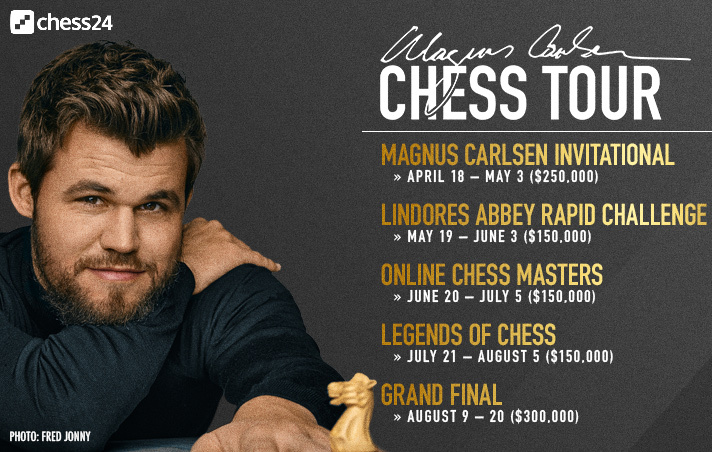 chess24
Magnus Carlsen
CHESS TOUR
MAGNUS CARLSEN INVITATIONAL
» APRIL 18 – MAY 3 ($250,000)
LINDORES ABBEY RAPID CHALLENGE
» MAY 19 – JUNE 3 ($150,000)
ONLINE CHESS MASTERS
» JUNE 20 – JULY 5 ($150,000)
LEGENDS OF CHESS
» JULY 21 – AUGUST 5 ($150,000)
GRAND FINAL
» AUGUST 9 – 20 ($300,000)
PHOTO: FRED JONNY